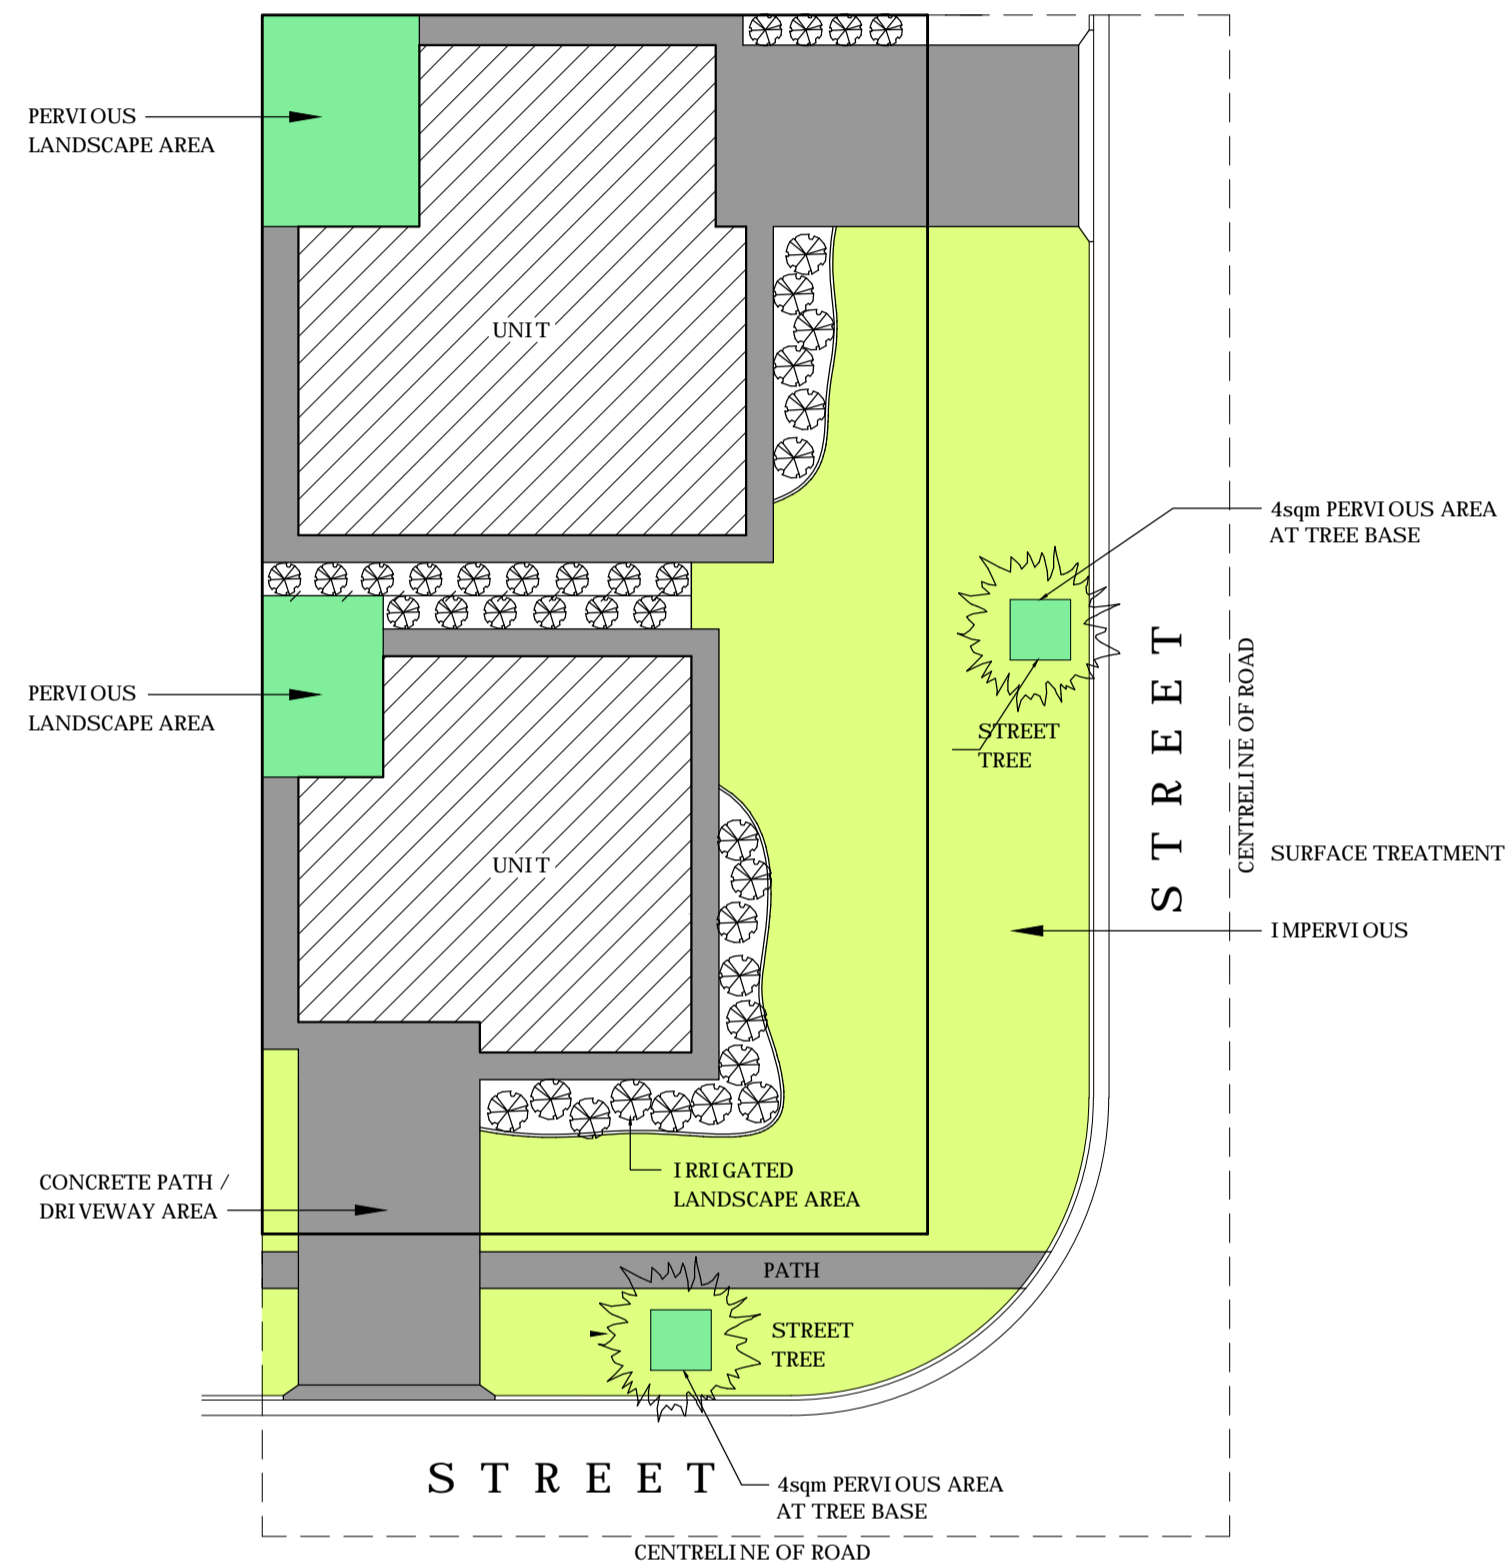 PERVIOUS
LANDSCAPE AREA
UNIT
4sqm PERVIOUS AREA
AT TREE BASE
STREET
TREE
STREET
CENTRELINE OF ROAD
PERVIOUS
LANDSCAPE AREA
UNIT
SURFACE TREATMENT
IMPERVIOUS
IRRIGATED
LANDSCAPE AREA
CONCRETE PATH /
DRIVEWAY AREA
PATH
STREET
TREE
STREET
4sqm PERVIOUS AREA
AT TREE BASE
CENTRELINE OF ROAD